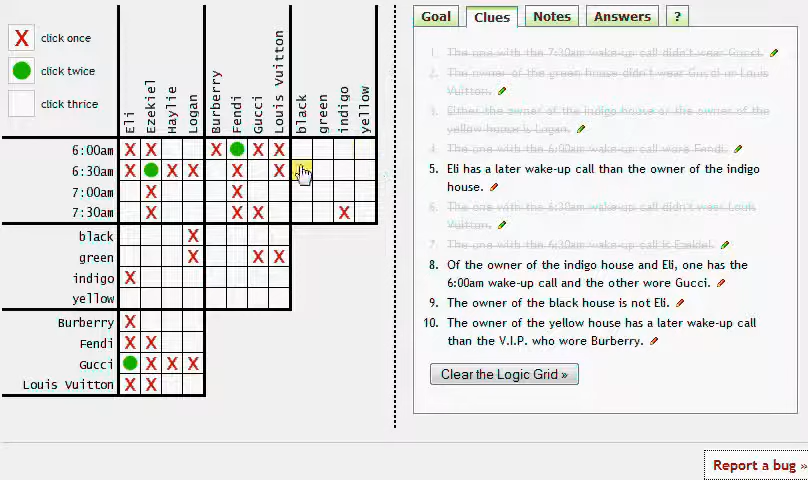 Goal Clues Notes Answers ?
click once
click twice
click thrice
Eli Ezekiel Haylie Logan Burberry Fendi Gucci Louis Vuitton black green indigo yellow
6:00am X X X X X
6:30am X X X X X
7:00am X X
7:30am X X X X
black X
green X X X
indigo X
yellow
Burberry X
Fendi X X
Gucci X X X
Louis Vuitton X X
1. The one with the 7:30am wake-up call didn't wear Gucci.
2. The owner of the green house didn't wear Gucci or Louis
Vuitton.
3. Either the owner of the indigo house or the owner of the
yellow house is Logan.
4. The one with the 6:00am wake-up call wore Fendi.
5. Eli has a later wake-up call than the owner of the indigo
house.
6. The one with the 6:30am wake-up call didn't wear Louis
Vuitton.
7. The one with the 6:30am wake-up call is Ezekiel.
8. Of the owner of the indigo house and Eli, one has the
6:00am wake-up call and the other wore Gucci.
9. The owner of the black house is not Eli.
10. The owner of the yellow house has a later wake-up call
than the V.I.P. who wore Burberry.
Clear the Logic Grid »
Report a bug »